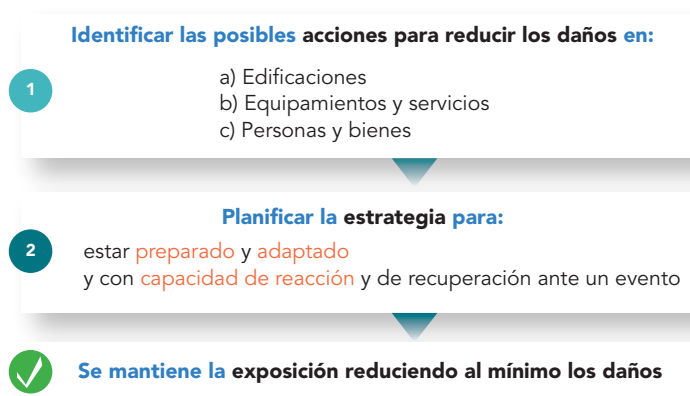 Identificar las posibles acciones para reducir los daños en:
1
a) Edificaciones
b) Equipamientos y servicios
c) Personas y bienes
Planificar la estrategia para:
2
estar preparado y adaptado
y con capacidad de reacción y de recuperación ante un evento
Se mantiene la exposición reduciendo al mínimo los daños